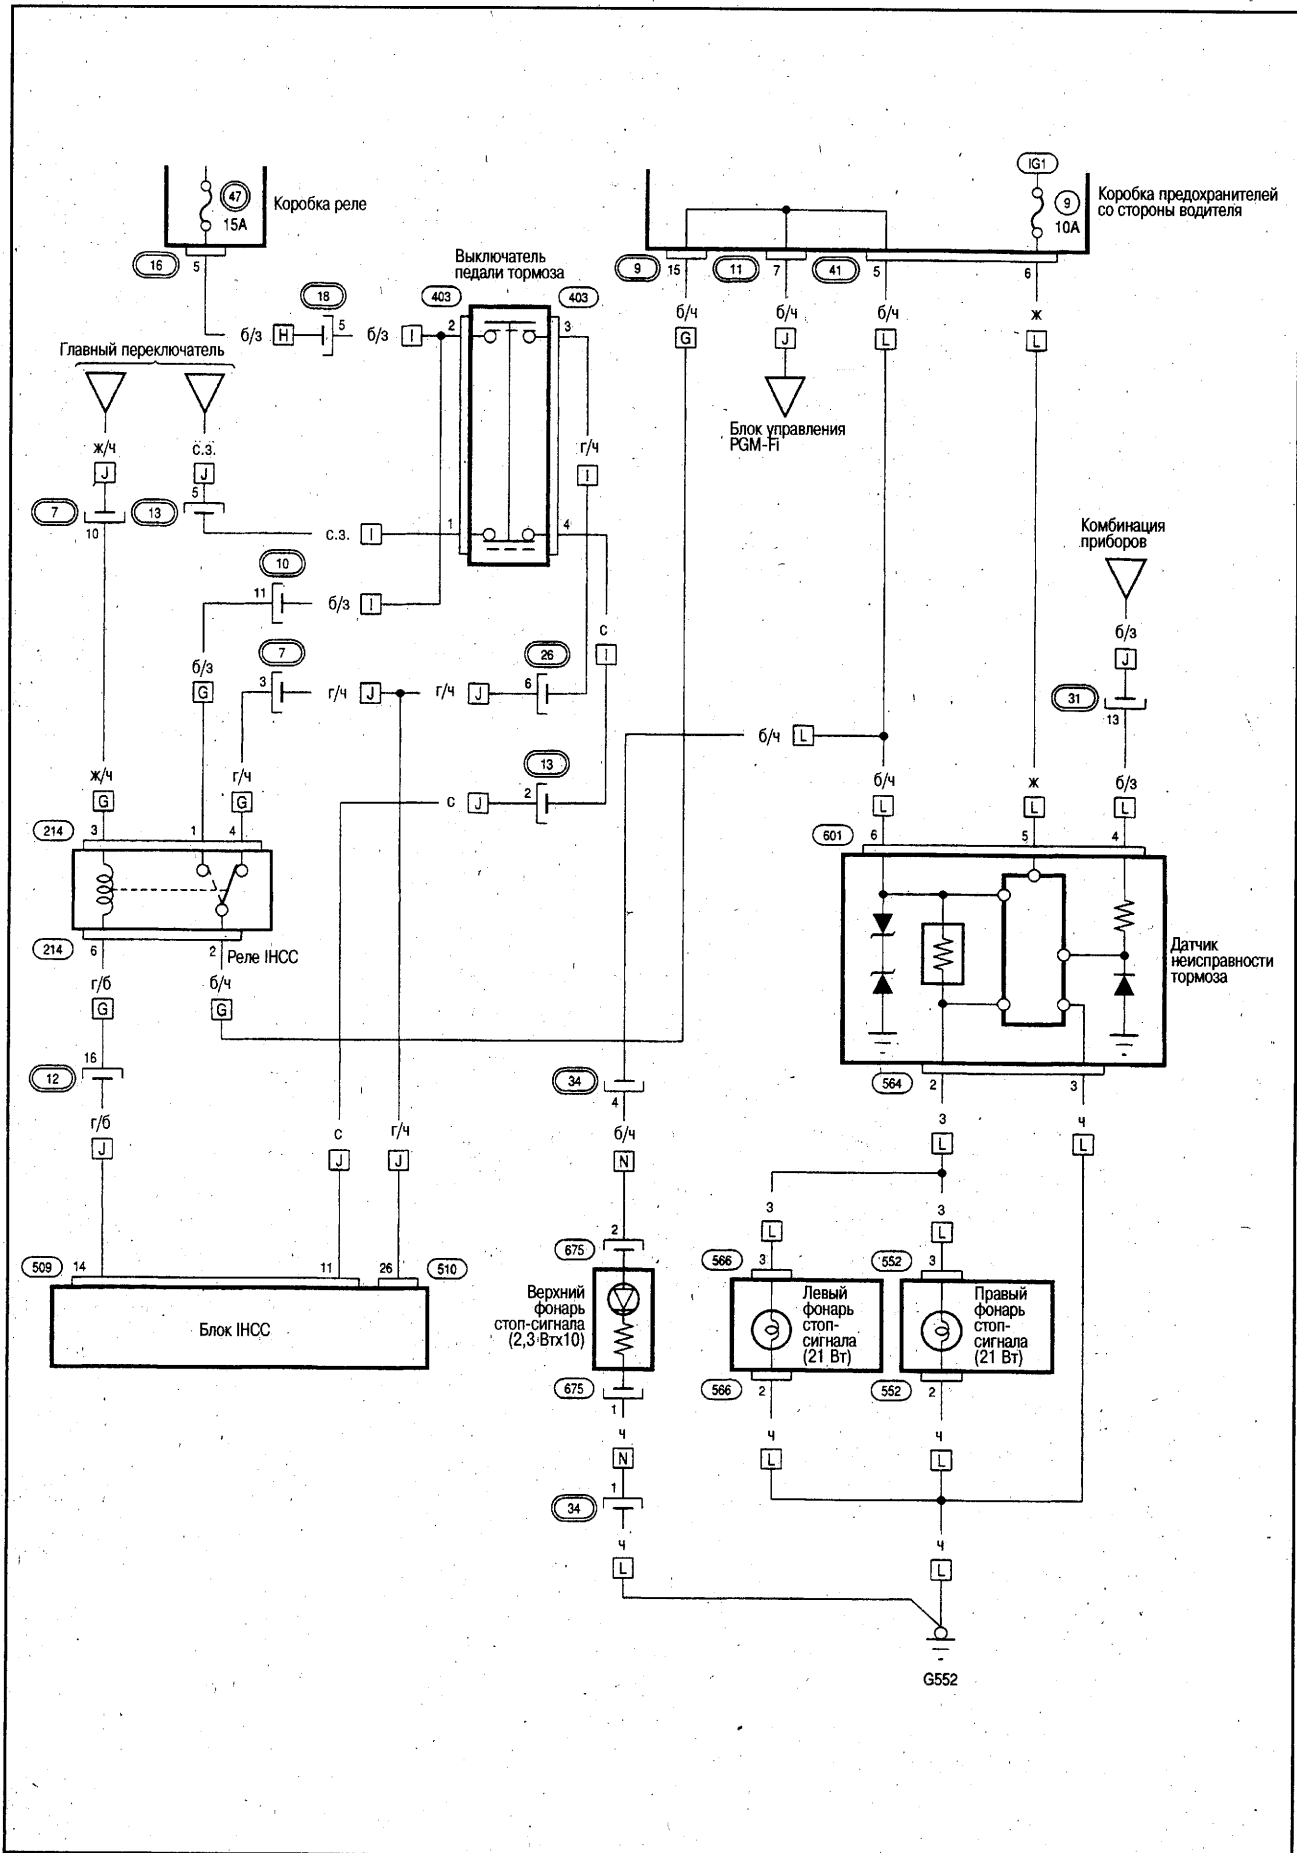 IG1
47
15А
Коробка реле
9
10А
Коробка предохранителей
со стороны водителя
16
5
Выключатель
педали тормоза
9
15
11
7
41
5
6
18
403
403
5
2
3
б/з
H
б/з
I
б/ч
G
б/ч
J
б/ч
L
ж
L
Главный переключатель
Блок управления
PGM-Fi
ж/ч
J
с.з.
J
г/ч
I
7
10
13
5
с.з.
I
1
4
Комбинация
приборов
10
11
б/з
I
с
I
б/з
J
б/з
G
7
3
г/ч
J
г/ч
J
26
6
31
13
б/ч
L
13
2
с
J
ж/ч
G
г/ч
G
б/ч
L
ж
L
б/з
L
214
3
1
4
601
6
5
4
214
6
2
Реле IHCC
Датчик
неисправности
тормоза
г/б
G
б/ч
G
12
16
34
4
564
2
3
г/б
J
с
J
г/ч
J
б/ч
N
з
L
ч
L
з
L
з
L
675
2
566
3
552
3
509
14
11
26
510
Блок IHCC
Верхний
фонарь
стоп-сигнала
(2,3 Втх10)
Левый
фонарь
стоп-
сигнала
(21 Вт)
Правый
фонарь
стоп-
сигнала
(21 Вт)
675
1
566
2
552
2
ч
N
ч
L
ч
L
34
1
ч
L
ч
L
G552